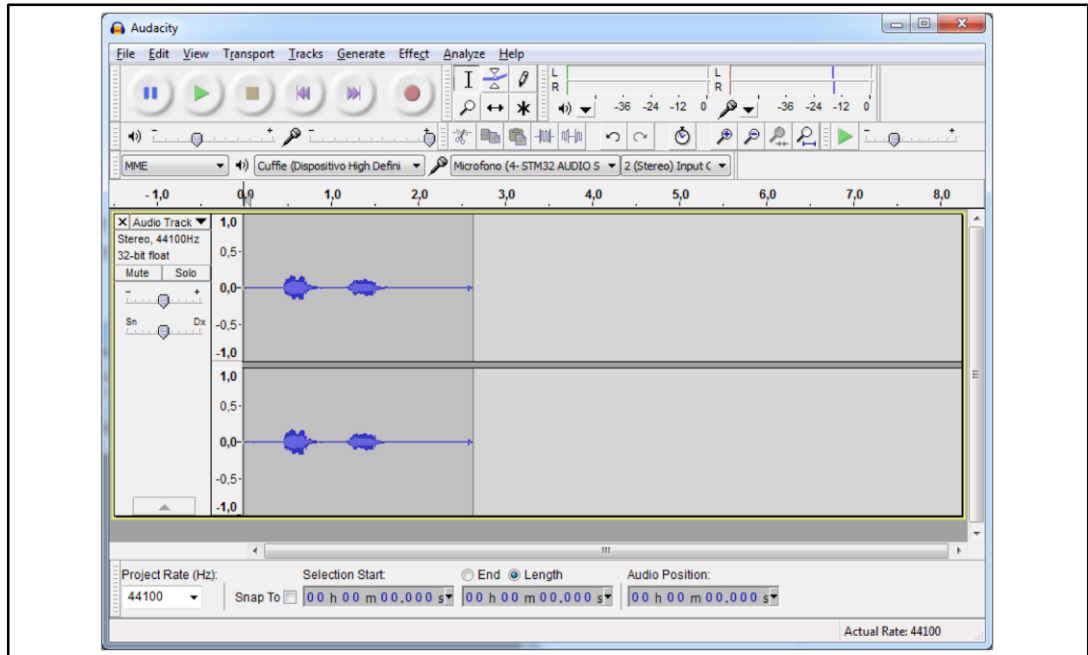 Audacity
File Edit View Transport Tracks Generate Effect Analyze Help
L
R
-36 -24 -12 0
L
R
-36 -24 -12 0
MME
Cuffie (Dispositivo High Defini
Microfono (4- STM32 AUDIO S
2 (Stereo) Input C
- 1,0 0,0 1,0 2,0 3,0 4,0 5,0 6,0 7,0 8,0
X Audio Track
Stereo, 44100Hz
32-bit float
Mute Solo
- +
Sn Dx
1,0
0,5
0,0
-0,5
-1,0
1,0
0,5
0,0
-0,5
-1,0
Project Rate (Hz): Selection Start: End Length Audio Position:
44100 Snap To 00 h 00 m 00.000 s 00 h 00 m 00.000 s 00 h 00 m 00.000 s
Actual Rate: 44100